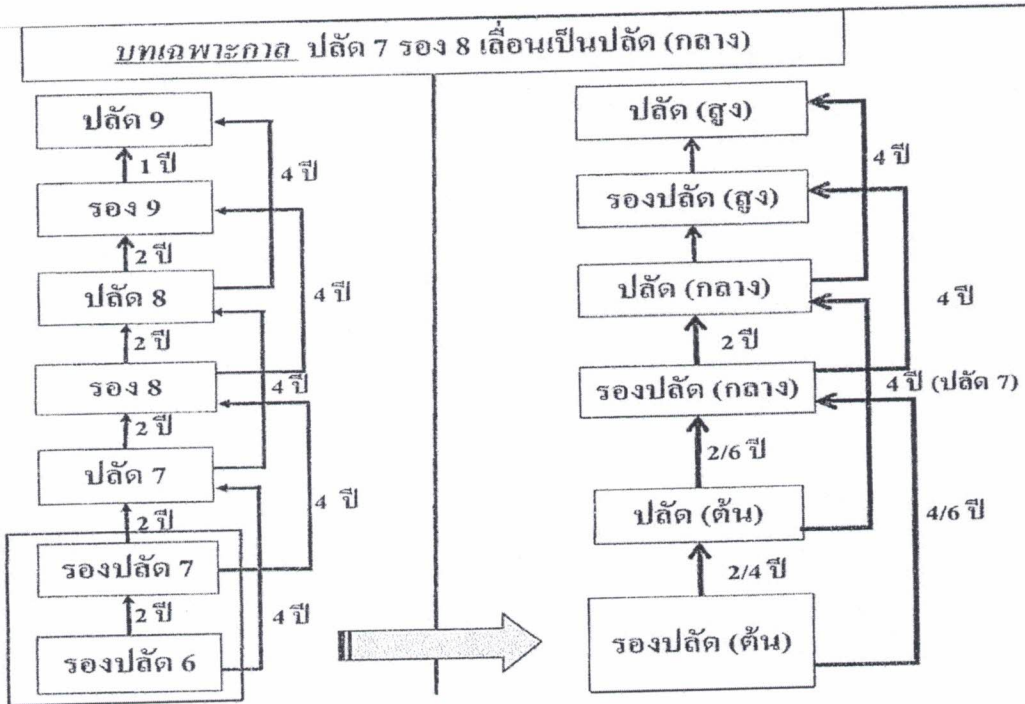 บทเฉพาะกาล ปลัด 7 รอง 8 เลื่อนเป็นปลัด (กลาง)
ปลัด 9
1 ปี
4 ปี
รอง 9
2 ปี
ปลัด 8
4 ปี
2 ปี
รอง 8
4 ปี
2 ปี
ปลัด 7
4 ปี
2 ปี
รองปลัด 7
2 ปี
4 ปี
รองปลัด 6
ปลัด (สูง)
4 ปี
รองปลัด (สูง)
ปลัด (กลาง)
4 ปี
2 ปี
รองปลัด (กลาง)
4 ปี (ปลัด 7)
2/6 ปี
ปลัด (ต้น)
4/6 ปี
2/4 ปี
รองปลัด (ต้น)